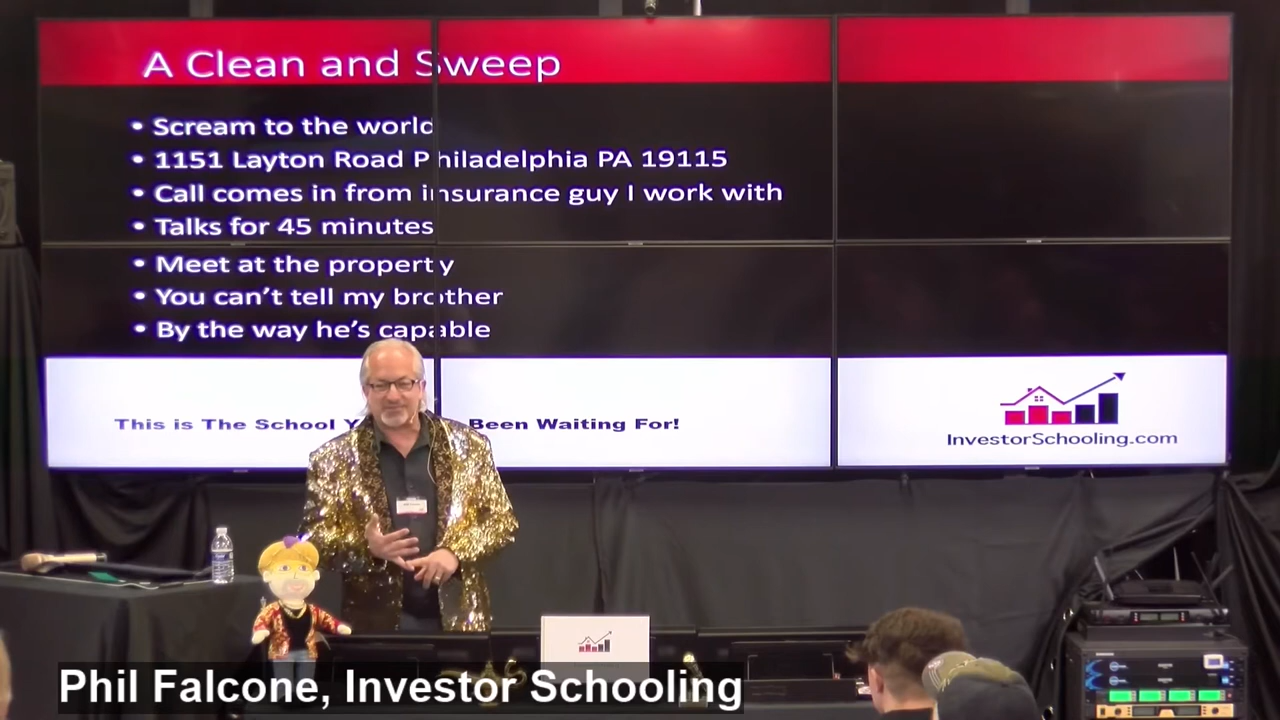 A Clean and Sweep
• Scream to the world
• 1151 Layton Road Philadelphia PA 19115
• Call comes in from insurance guy I work with
• Talks for 45 minutes
• Meet at the property
• You can't tell my brother
• By the way he's capable
This is The School Y Been Waiting For!
InvestorSchooling.com
Phil Falcone, Investor Schooling